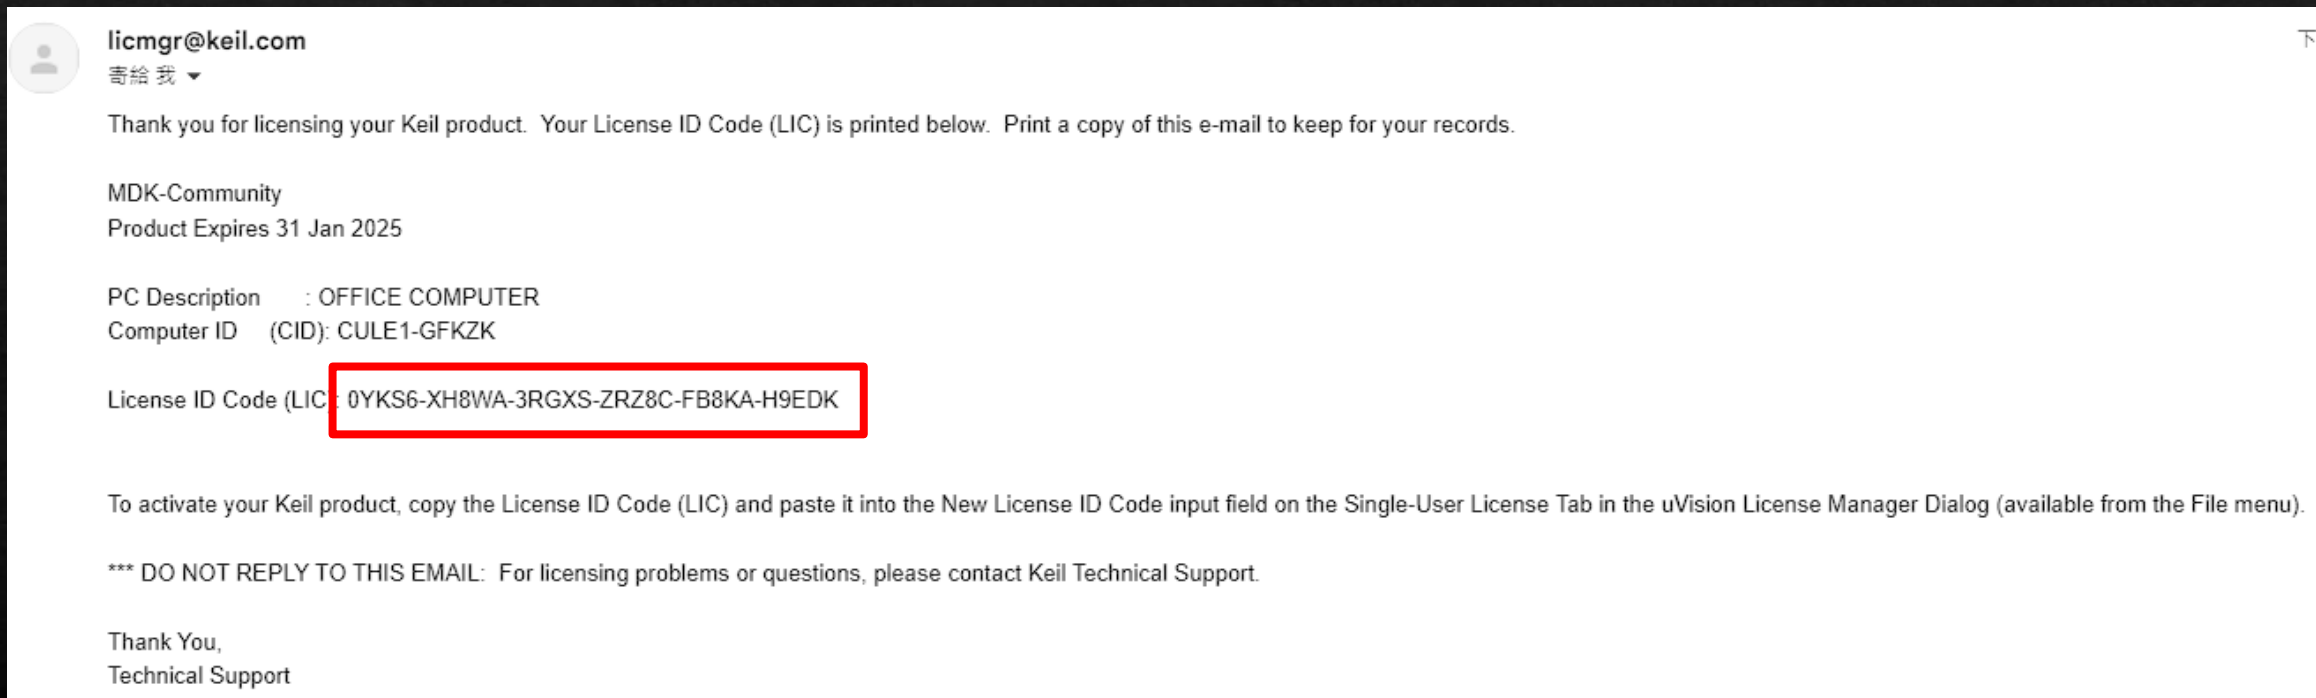 licmgr@keil.com
下
寄給 我
Thank you for licensing your Keil product.  Your License ID Code (LIC) is printed below.  Print a copy of this e-mail to keep for your records.
MDK-Community
Product Expires 31 Jan 2025
PC Description      : OFFICE COMPUTER
Computer ID     (CID): CULE1-GFKZK
License ID Code (LIC): 0YKS6-XH8WA-3RGXS-ZRZ8C-FB8KA-H9EDK
To activate your Keil product, copy the License ID Code (LIC) and paste it into the New License ID Code input field on the Single-User License Tab in the uVision License Manager Dialog (available from the File menu).
*** DO NOT REPLY TO THIS EMAIL:  For licensing problems or questions, please contact Keil Technical Support.
Thank You,
Technical Support